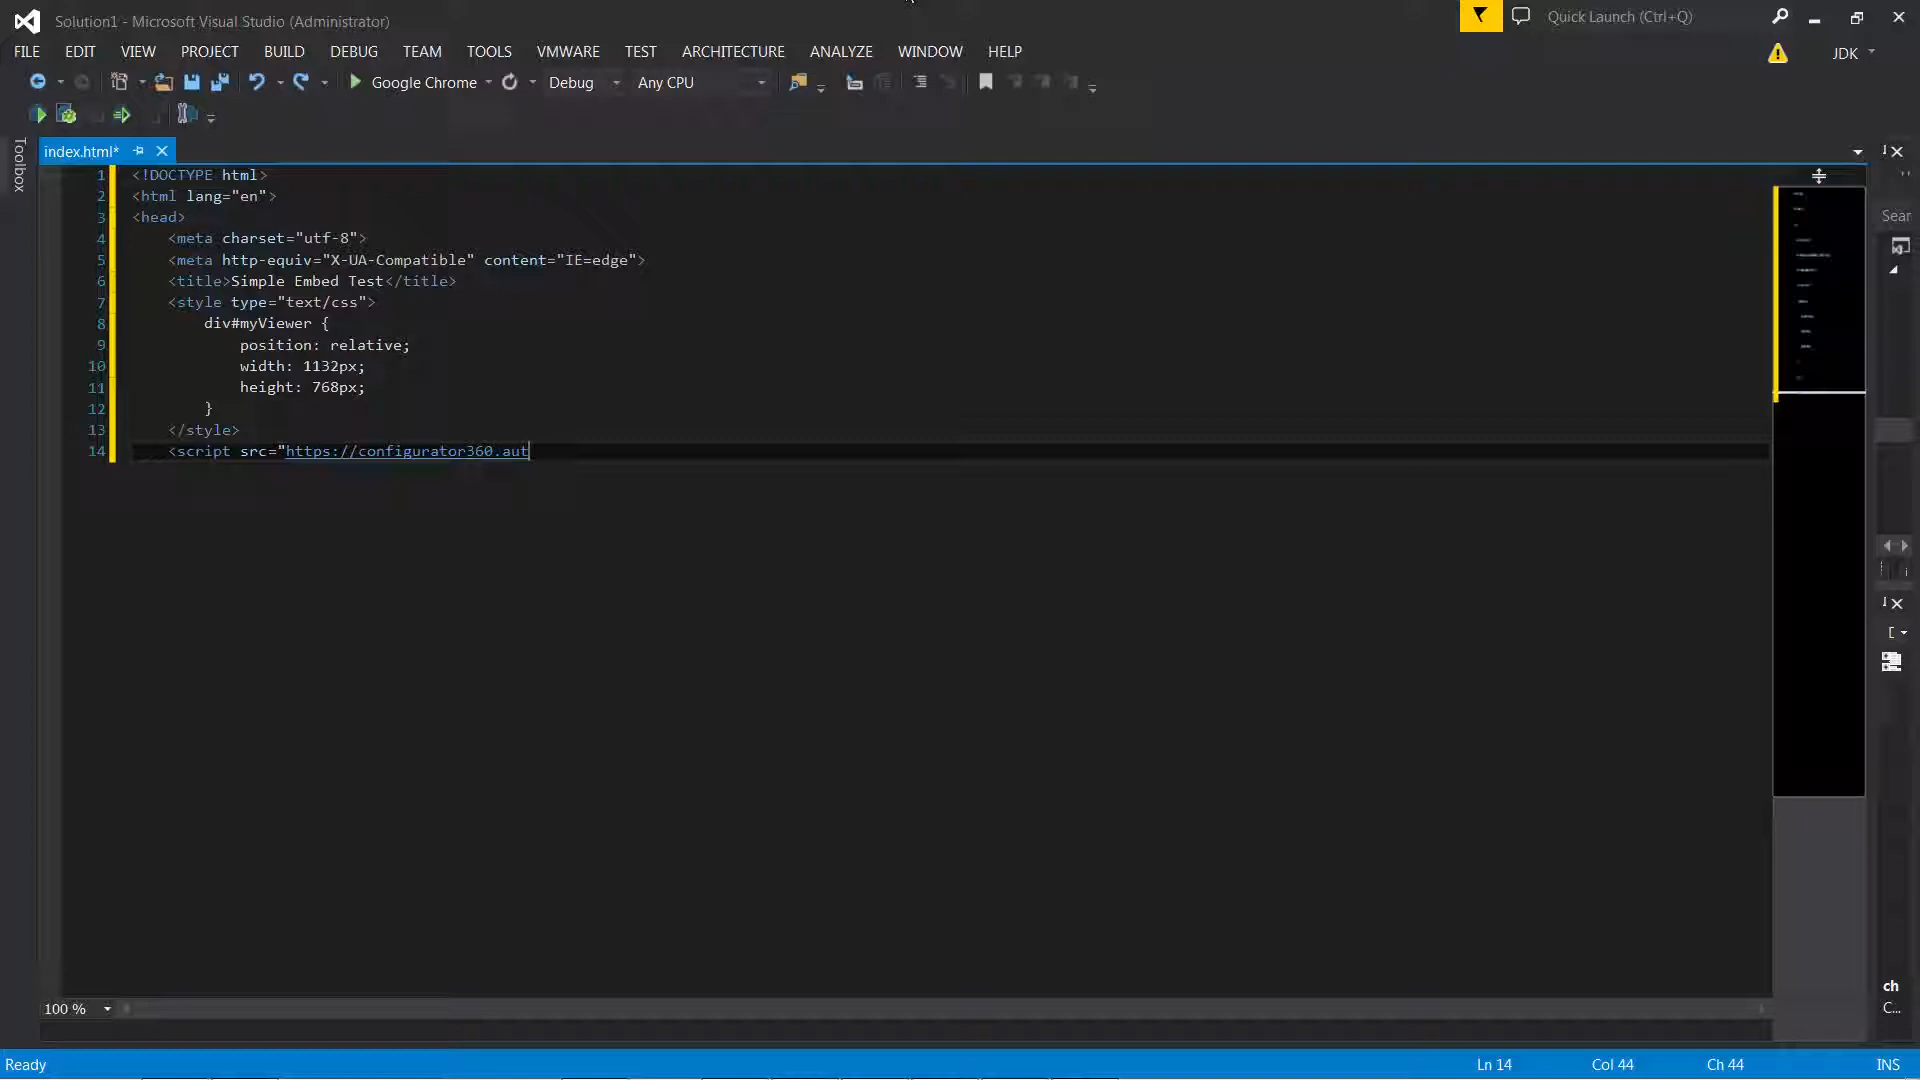 Solution1 - Microsoft Visual Studio (Administrator)
Quick Launch (Ctrl+Q)
FILE EDIT VIEW PROJECT BUILD DEBUG TEAM TOOLS VMWARE TEST ARCHITECTURE ANALYZE WINDOW HELP
JDK
Google Chrome Debug Any CPU
Toolbox
index.html*
1 <!DOCTYPE html>
2 <html lang="en">
3 <head>
4 <meta charset="utf-8">
5 <meta http-equiv="X-UA-Compatible" content="IE=edge">
6 <title>Simple Embed Test</title>
7 <style type="text/css">
8 div#myViewer {
9 position: relative;
10 width: 1132px;
11 height: 768px;
12 }
13 </style>
14 <script src="https://configurator360.aut
Sear
ch
C...
100 %
Ready
Ln 14
Col 44
Ch 44
INS